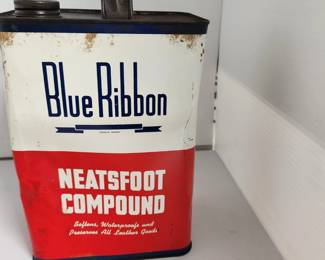 Blue Ribbon
NEATSFOOT
COMPOUND
Softens, Waterproofs and
Preserves All Leather Goods